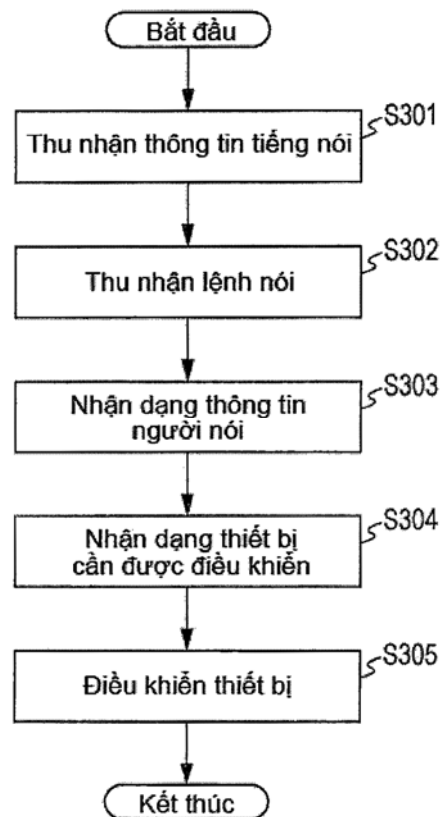 Bắt đầu
S301
Thu nhận thông tin tiếng nói
S302
Thu nhận lệnh nói
S303
Nhận dạng thông tin
người nói
S304
Nhận dạng thiết bị
cần được điều khiển
S305
Điều khiển thiết bị
Kết thúc